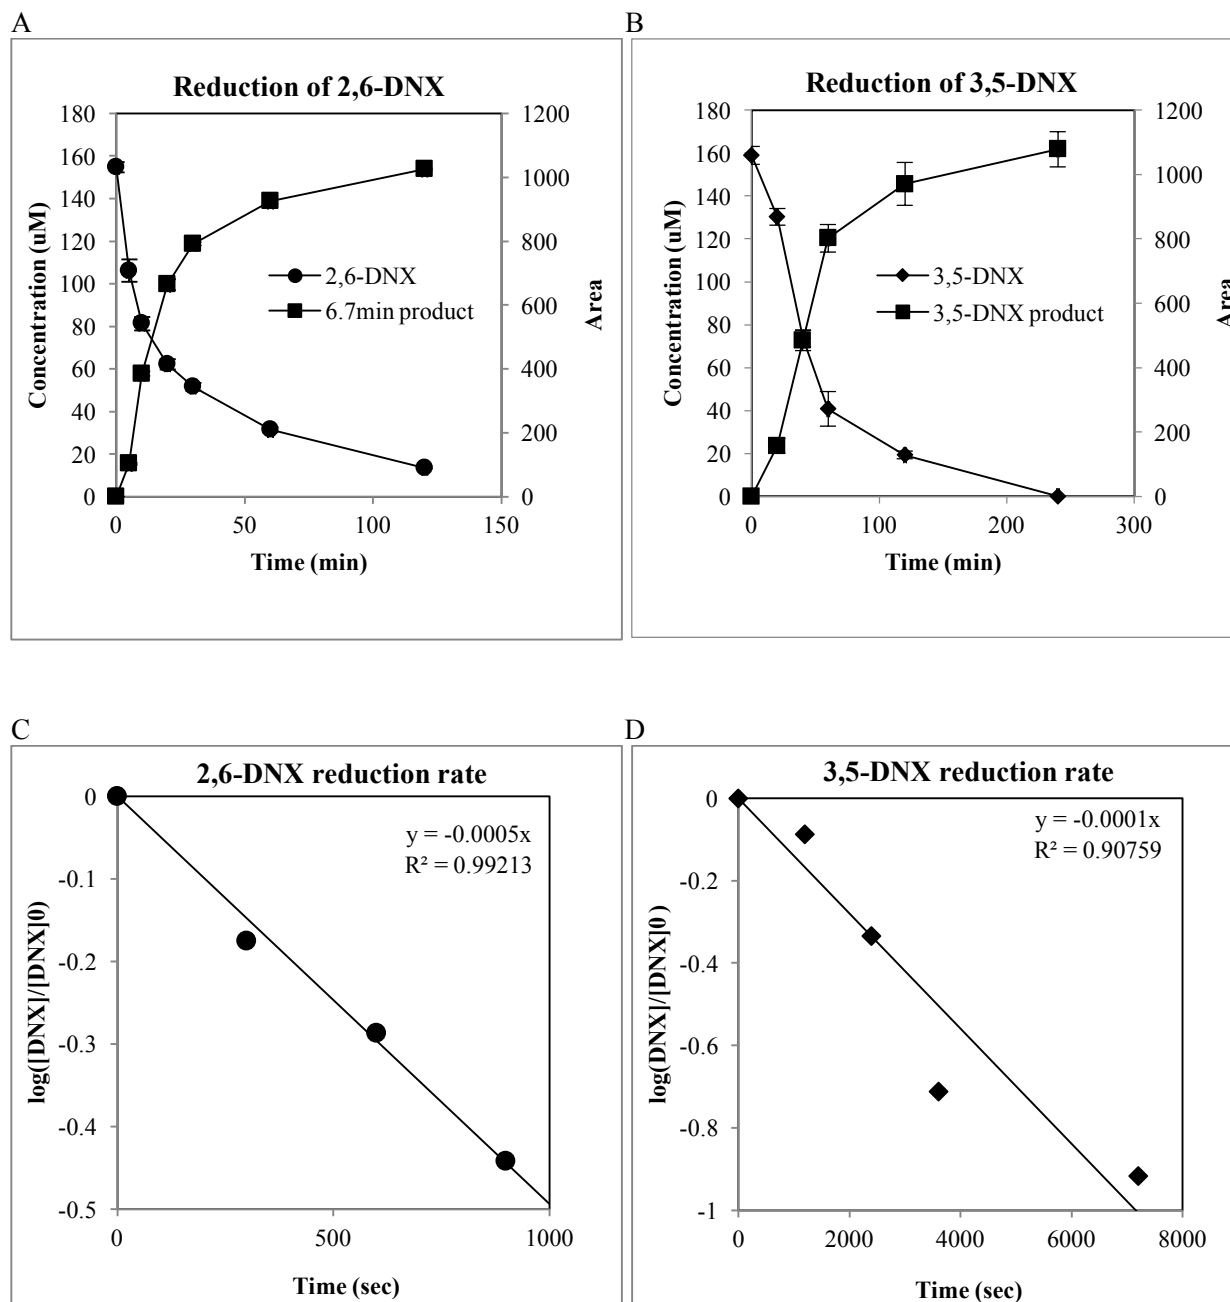 A
Reduction of 2,6-DNX
180
160
140
120
100
80
60
40
20
0
Concentration (uM)
1200
1000
800
600
400
200
0
Area
2,6-DNX
6.7min product
0
50
100
150
Time (min)
B
Reduction of 3,5-DNX
180
160
140
120
100
80
60
40
20
0
Concentration (uM)
1200
1000
800
600
400
200
0
Area
3,5-DNX
3,5-DNX product
0
100
200
300
Time (min)
C
2,6-DNX reduction rate
0
-0.1
-0.2
-0.3
-0.4
-0.5
log([DNX]/[DNX]0)
y = -0.0005x
R² = 0.99213
0
500
1000
Time (sec)
D
3,5-DNX reduction rate
0
-0.2
-0.4
-0.6
-0.8
-1
log(DNX]/[DNX]0 )
y = -0.0001x
R² = 0.90759
0
2000
4000
6000
8000
Time (sec)